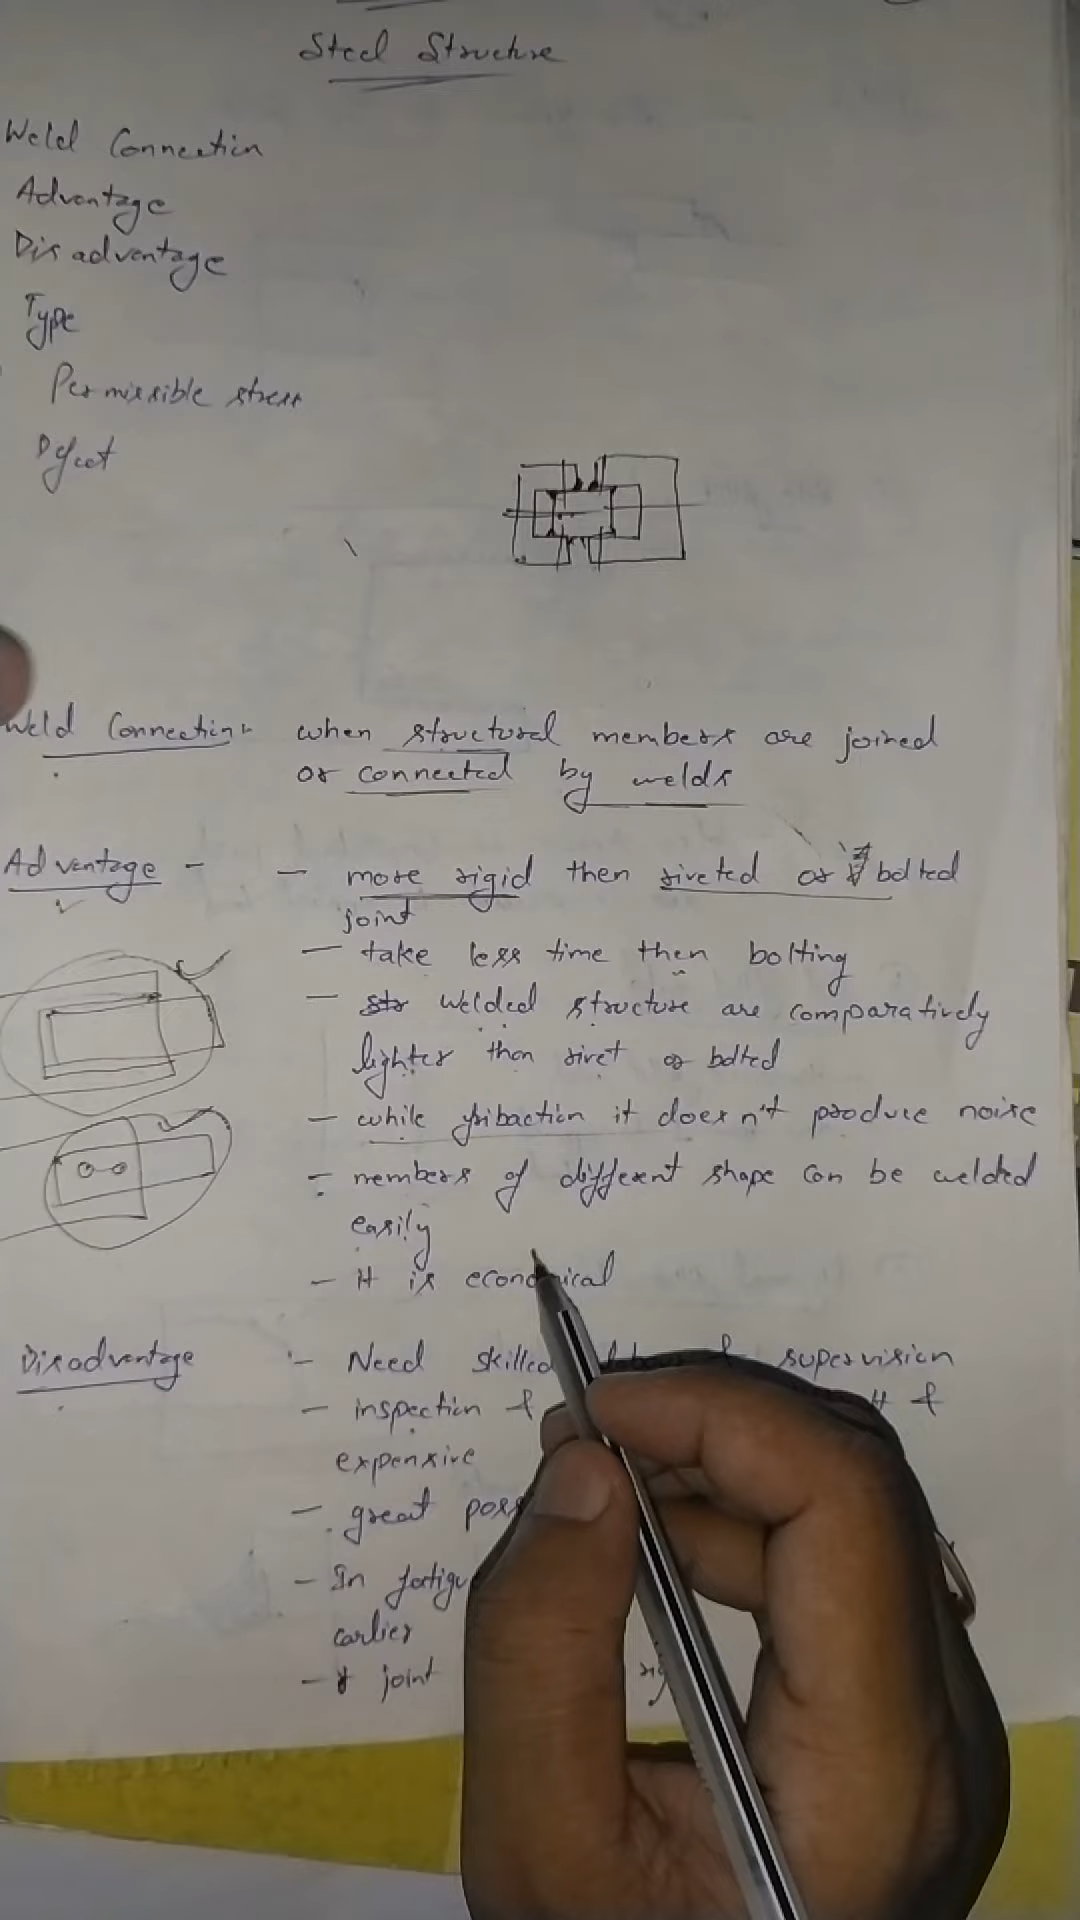 Steel Structure
Weld Connection
Advantage
Disadvantage
Type
Permissible stress
Defect
Weld Connection:- when structural members are joined
or connected by welds
Advantage - - more rigid then riveted or bolted
joint
- take less time then bolting
- welded structure are comparatively
lighter than rivet or bolted
- while fribaction it doesn't produce noise
- members of different shape can be welded
easily
- It is economical
Disadvantage - Need skilled & supervision
- inspection & &
expensive
- great
- In
earlier
- joint